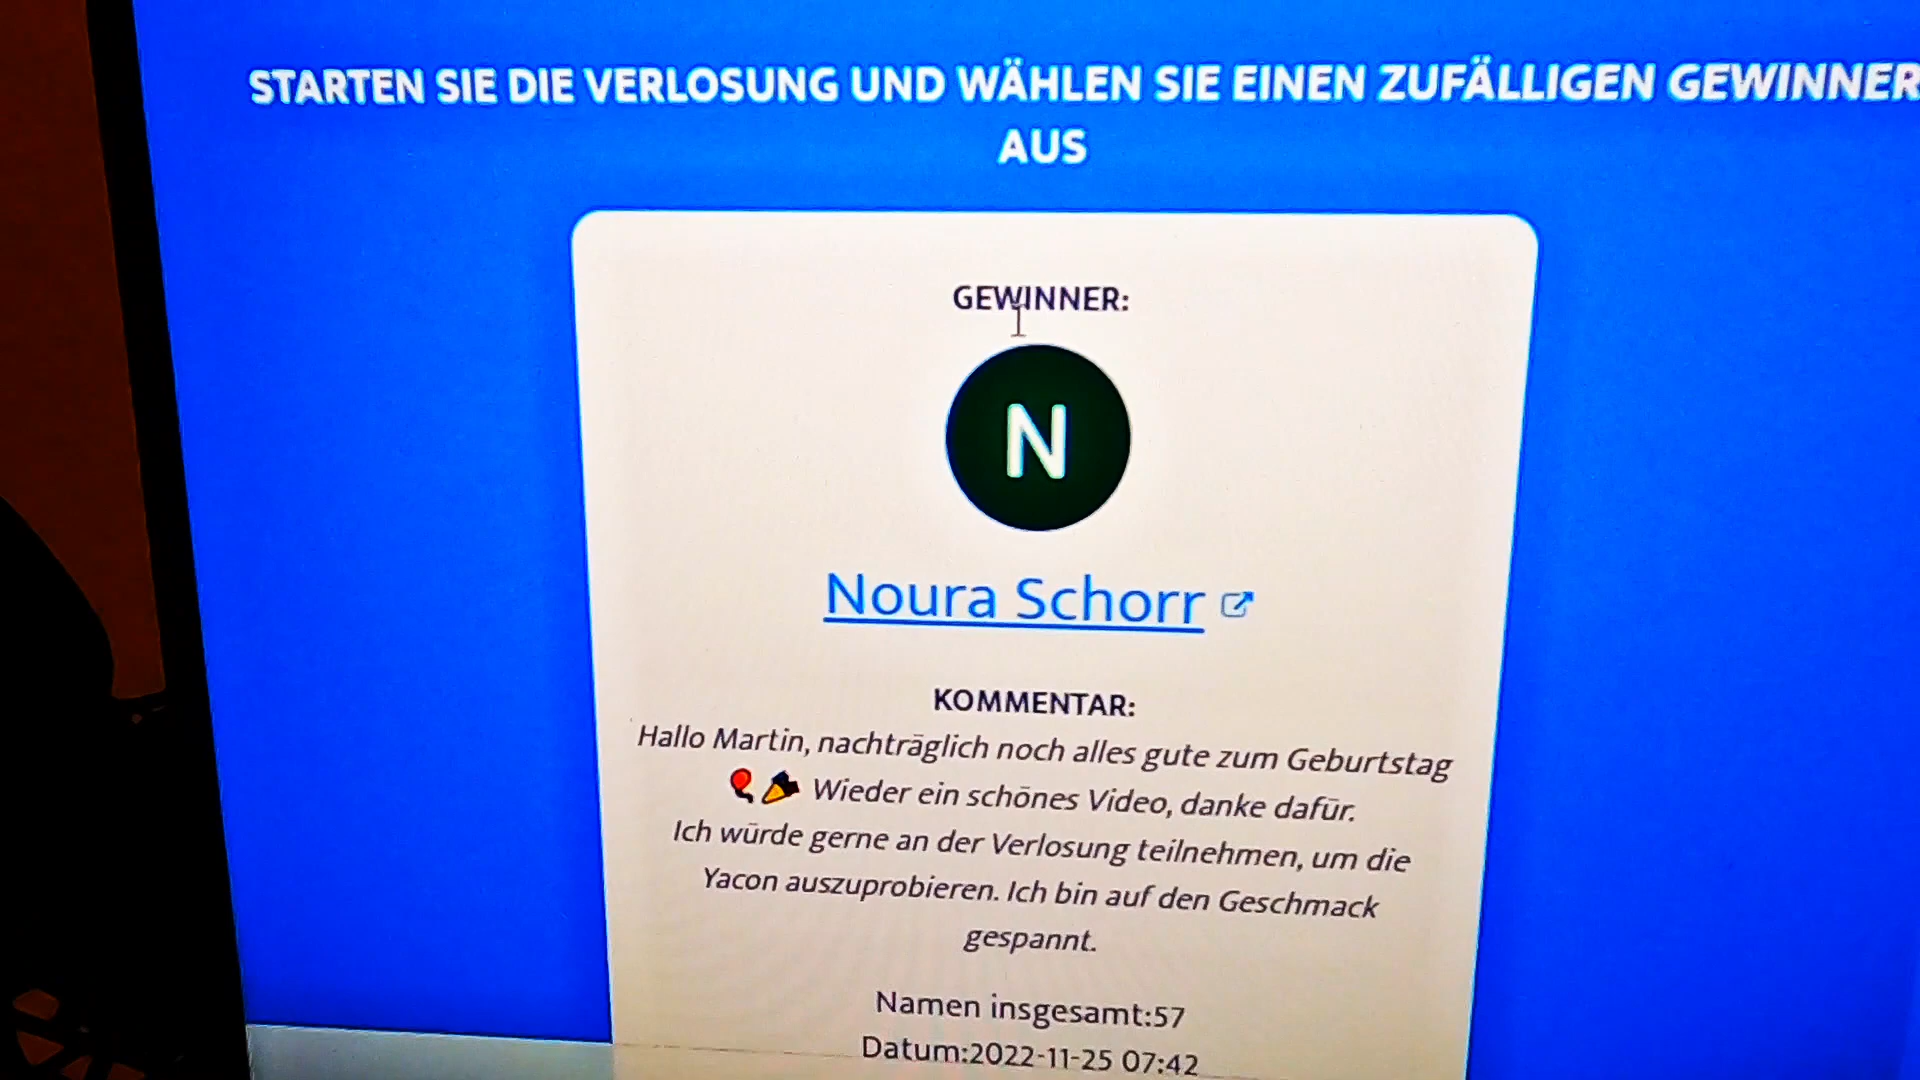 STARTEN SIE DIE VERLOSUNG UND WÄHLEN SIE EINEN ZUFÄLLIGEN GEWINNER
AUS
GEWINNER:
N
Noura Schorr
KOMMENTAR:
Hallo Martin, nachträglich noch alles gute zum Geburtstag
🎈🎉 Wieder ein schönes Video, danke dafür.
Ich würde gerne an der Verlosung teilnehmen, um die
Yacon auszuprobieren. Ich bin auf den Geschmack
gespannt.
Namen insgesamt:57
Datum:2022-11-25 07:42